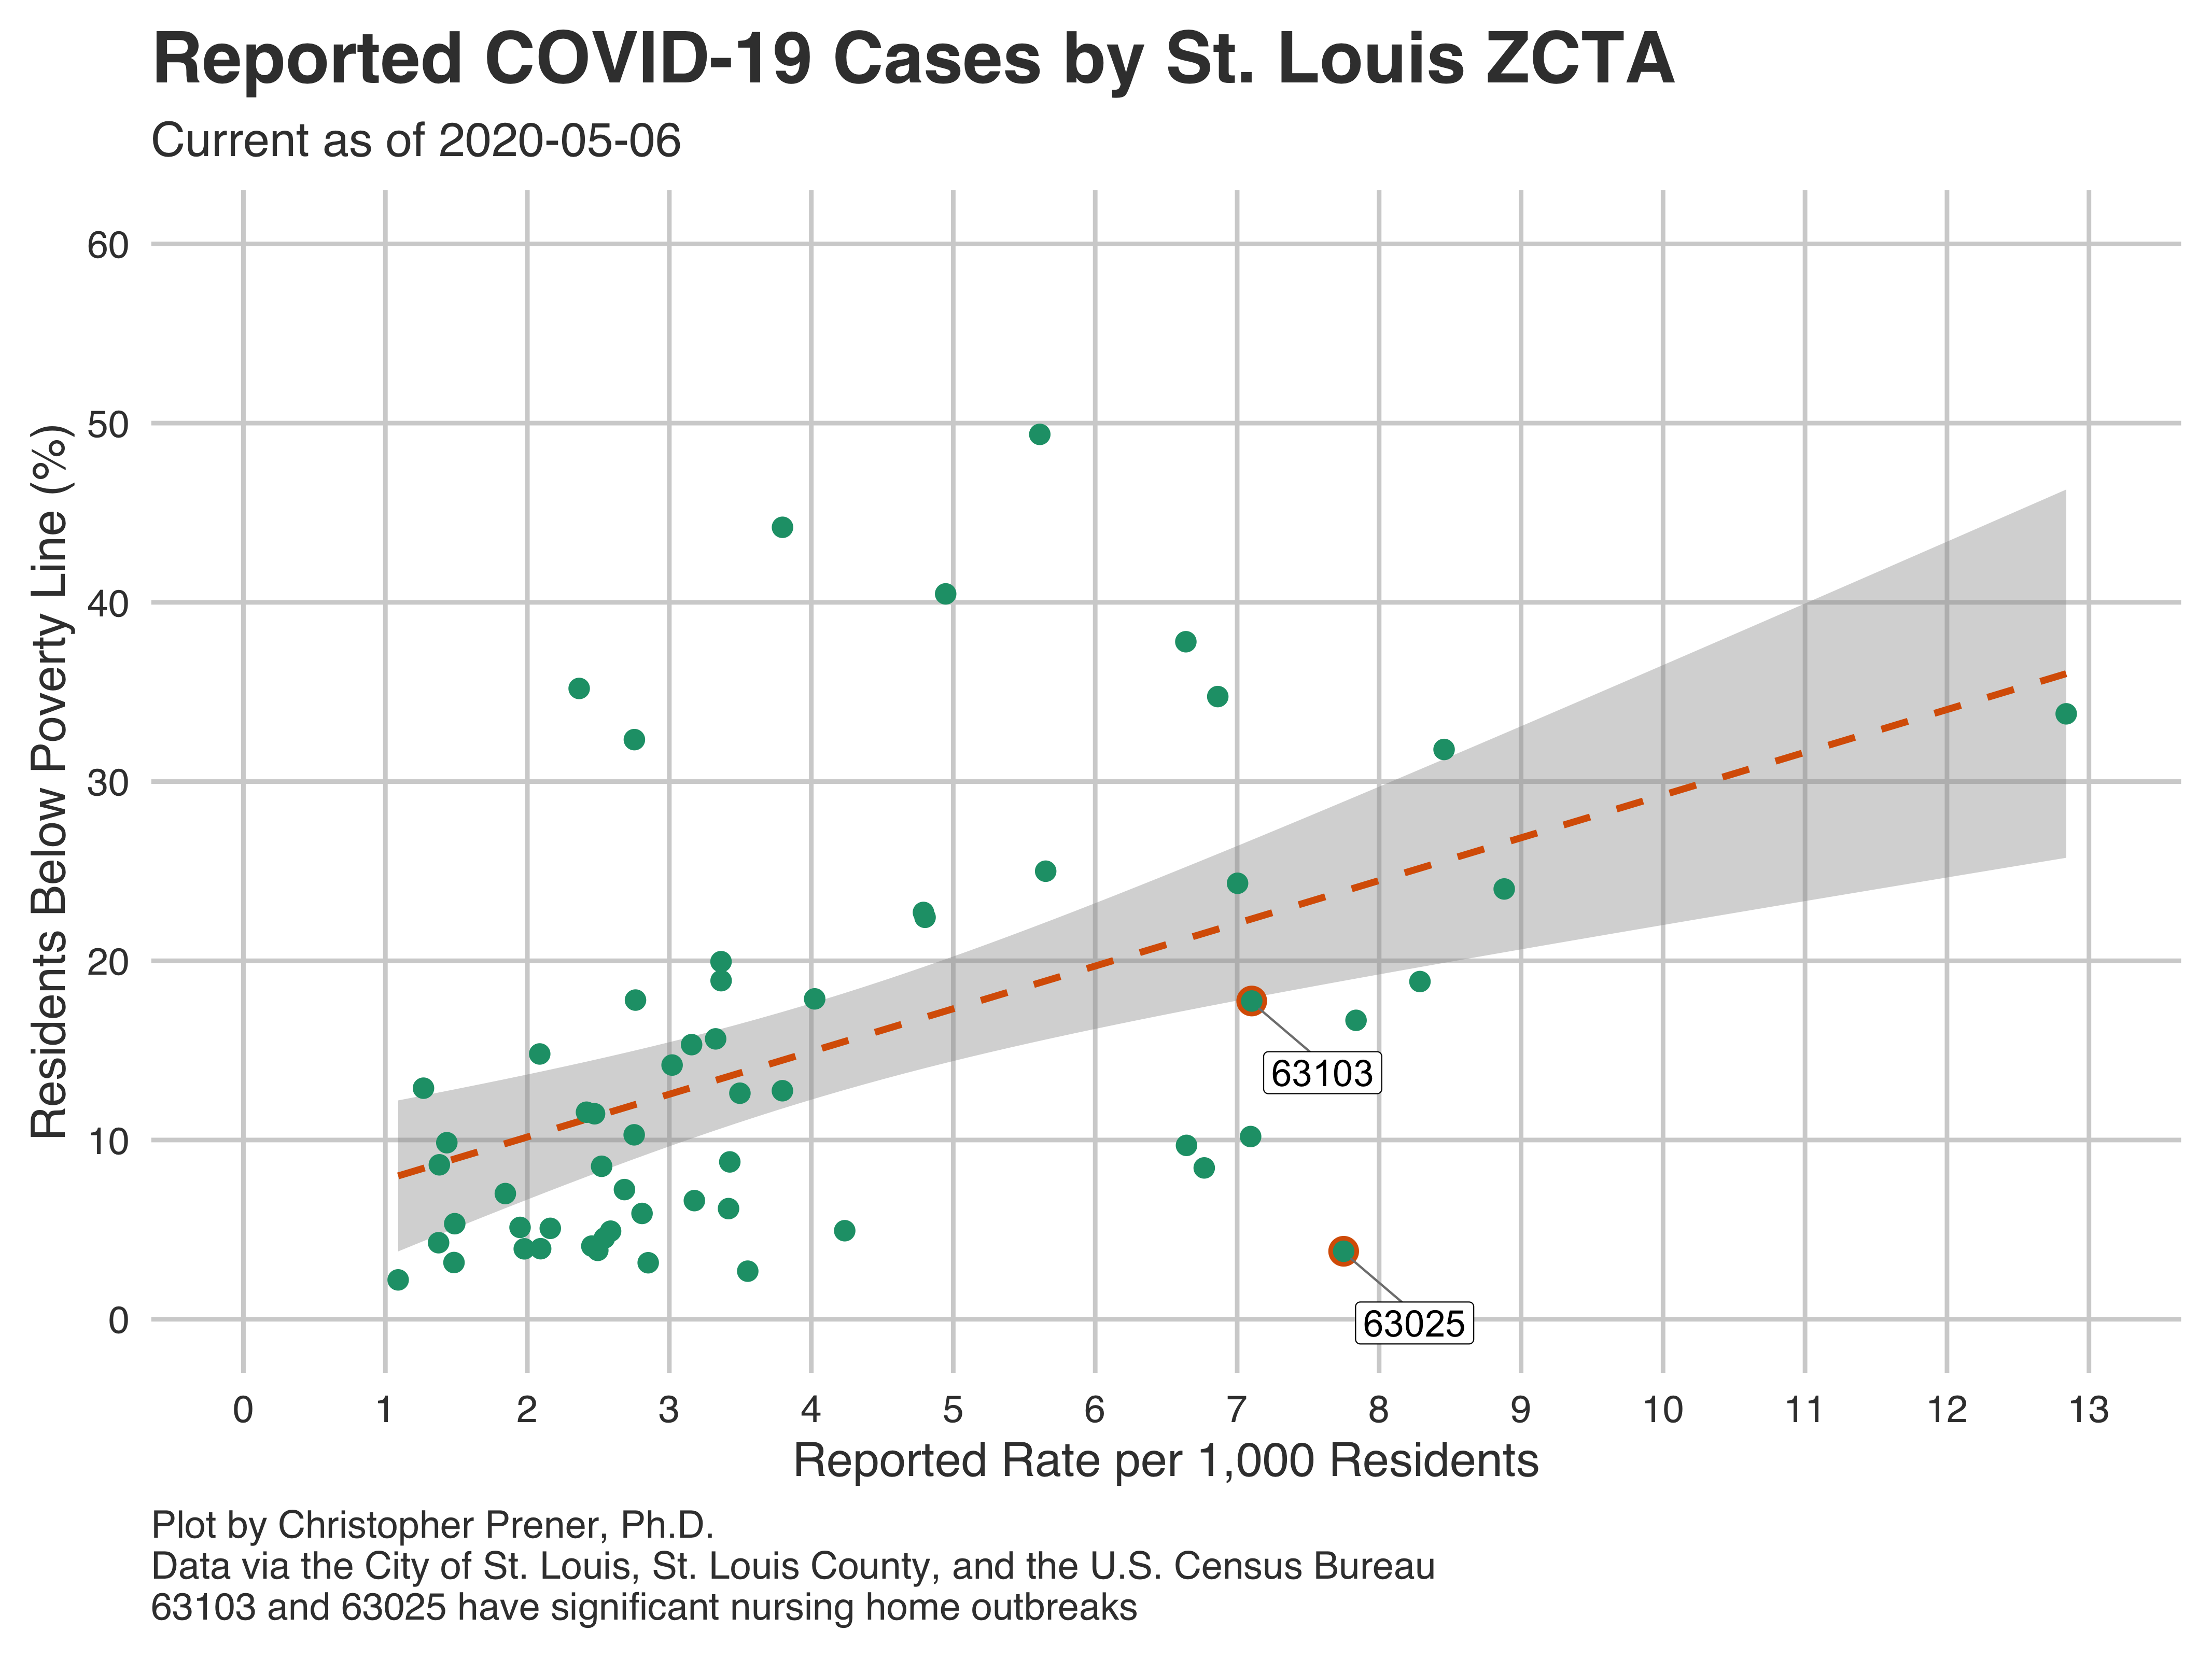 Reported COVID-19 Cases by St. Louis ZCTA
Current as of 2020-05-06
Residents Below Poverty Line (%)
60
50
40
30
20
10
0
63103
63025
0 1 2 3 4 5 6 7 8 9 10 11 12 13
Reported Rate per 1,000 Residents
Plot by Christopher Prener, Ph.D.
Data via the City of St. Louis, St. Louis County, and the U.S. Census Bureau
63103 and 63025 have significant nursing home outbreaks